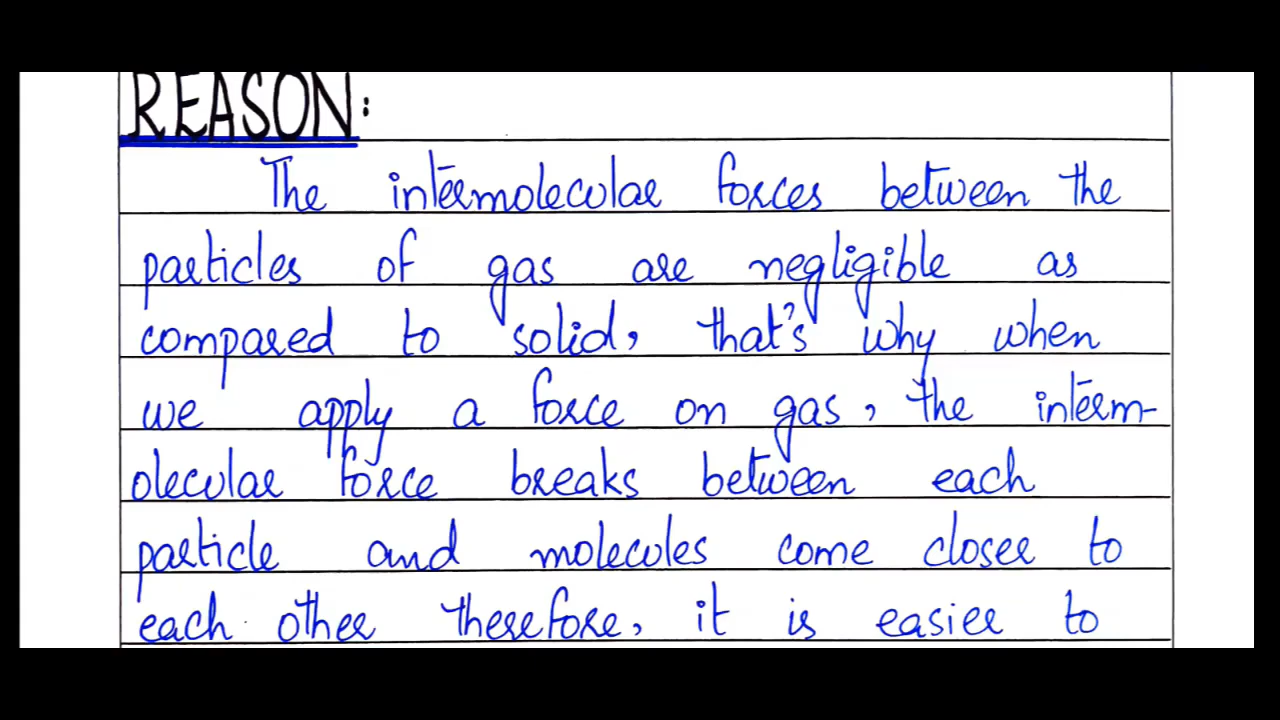 REASON:
The intermolecular forces between the
particles of gas are negligible as
compared to solid, that's why when
we apply a force on gas, the interm-
olecular force breaks between each
particle and molecules come closer to
each other therefore, it is easier to